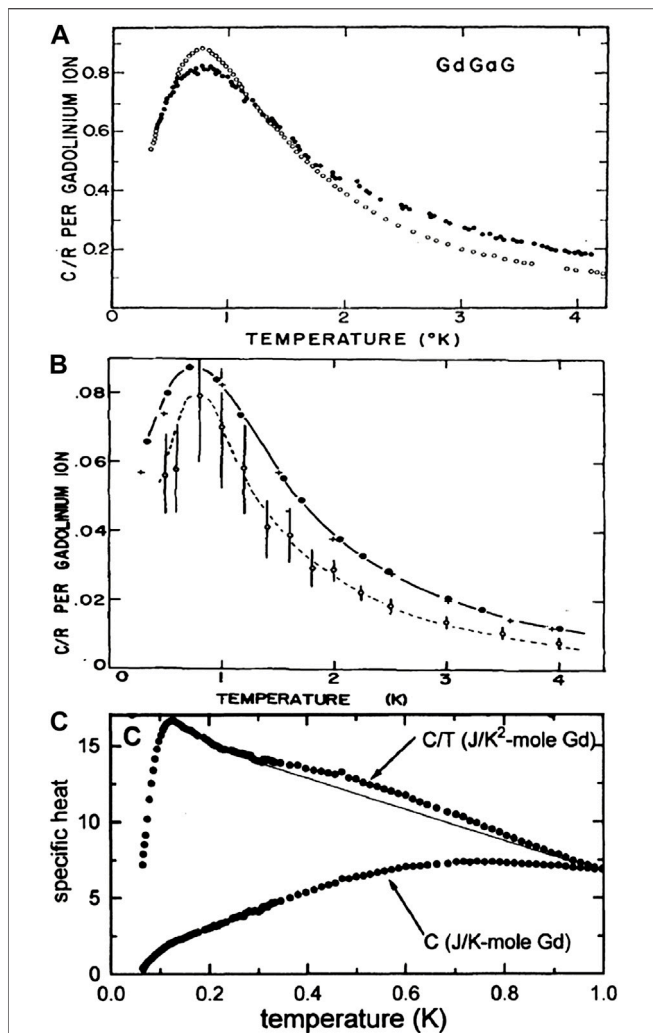 A
GdGaG
C/R PER GADOLINIUM ION
0.8
0.6
0.4
0.2
0 1 2 3 4
TEMPERATURE (°K)
B
C/R PER GADOLINIUM ION
.08
.06
.04
.02
0
0 1 2 3 4
TEMPERATURE (K)
C C
specific heat
15
10
5
0
C/T (J/K²-mole Gd)
C (J/K-mole Gd)
0.0 0.2 0.4 0.6 0.8 1.0
temperature (K)